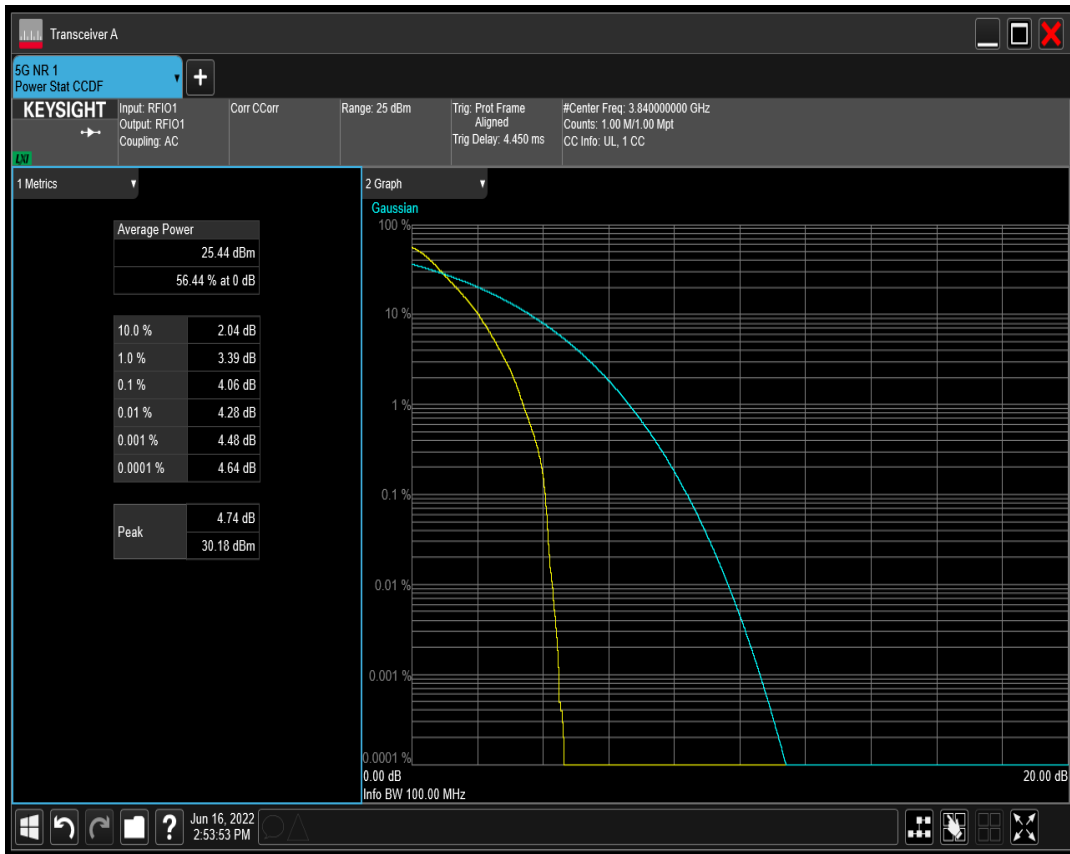 Transceiver A
5G NR 1
Power Stat CCDF
+
KEYSIGHT
LXI
Input: RFIO1
Output: RFIO1
Coupling: AC
Corr CCorr
Range: 25 dBm
Trig: Prot Frame
Aligned
Trig Delay: 4.450 ms
#Center Freq: 3.840000000 GHz
Counts: 1.00 M/1.00 Mpt
CC Info: UL, 1 CC
1 Metrics
Average Power
25.44 dBm
56.44 % at 0 dB
10.0 % 2.04 dB
1.0 % 3.39 dB
0.1 % 4.06 dB
0.01 % 4.28 dB
0.001 % 4.48 dB
0.0001 % 4.64 dB
Peak
4.74 dB
30.18 dBm
2 Graph
Gaussian
100 %
10 %
1 %
0.1 %
0.01 %
0.001 %
0.0001 %
0.00 dB 20.00 dB
Info BW 100.00 MHz
?
Jun 16, 2022
2:53:53 PM